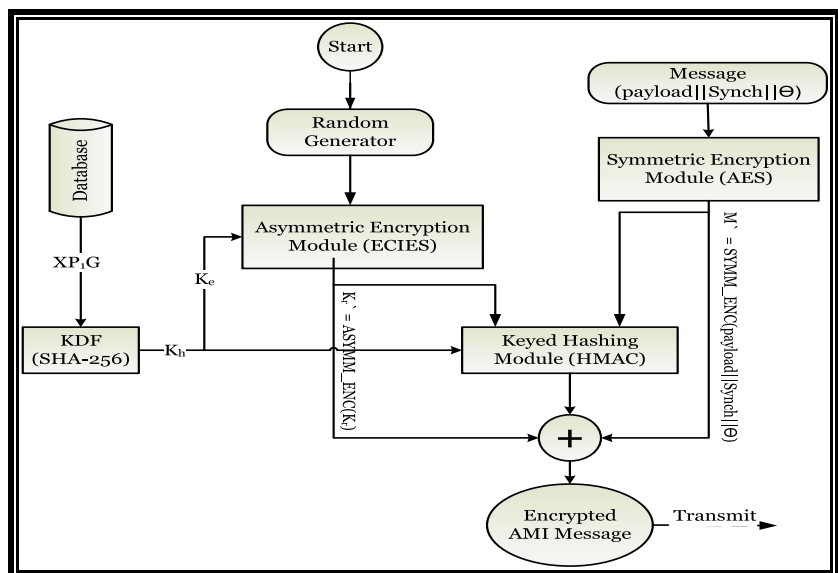 Start
Message
(payload||Synch||Θ)
Random
Generator
Database
Symmetric Encryption
Module (AES)
Asymmetric Encryption
Module (ECIES)
XP₁G
Kₑ
KDF
(SHA-256)
Kₕ
Kᵣ` = ASYMM_ENC(Kᵣ)
M` = SYMM_ENC(payload||Synch||Θ)
Keyed Hashing
Module (HMAC)
+
Encrypted
AMI Message
Transmit